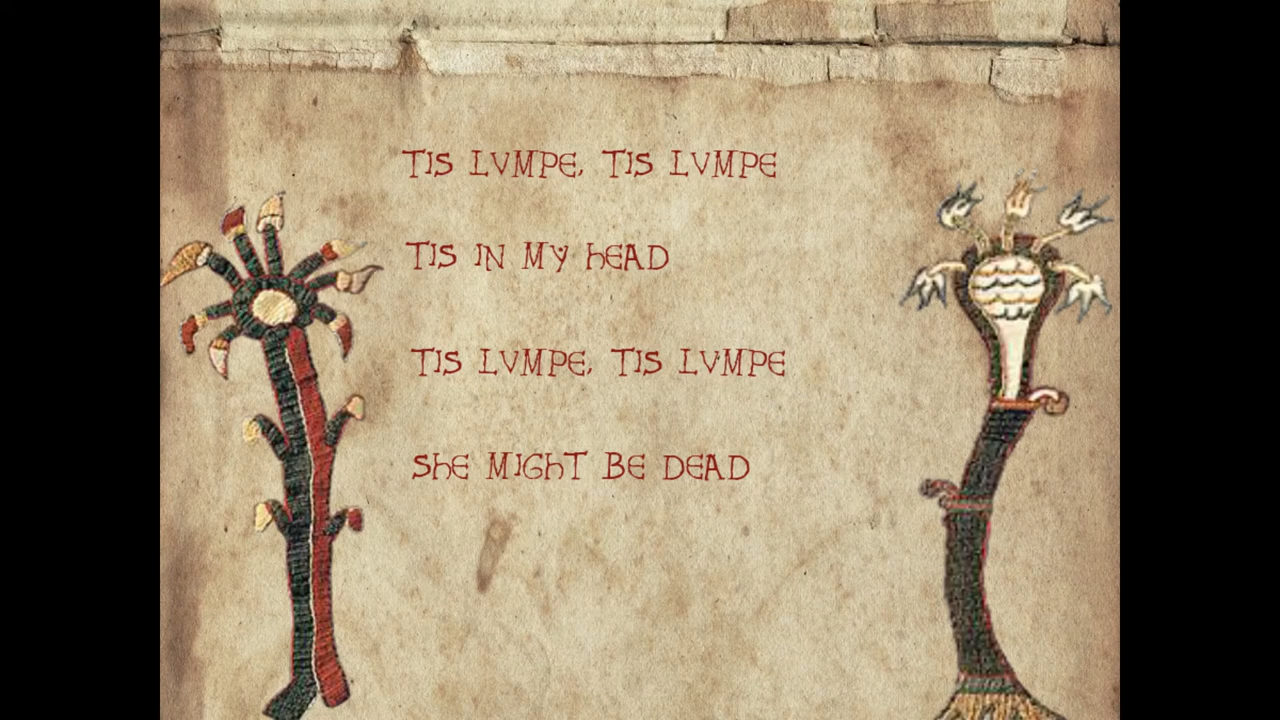 TIS LVMPE, TIS LVMPE
TIS IN MY hEAD
TIS LVMPE, TIS LVMPE
ShE MIGhT BE DEAD